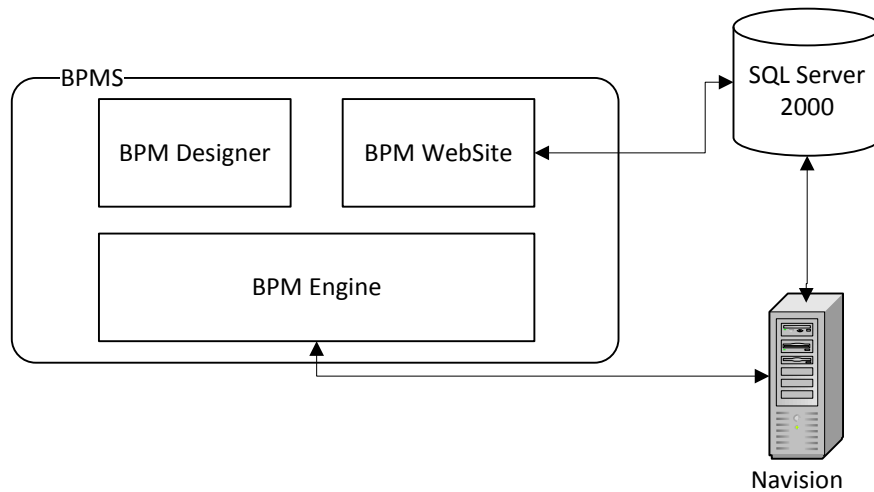 BPMS
BPM Designer
BPM WebSite
SQL Server
2000
BPM Engine
Navision